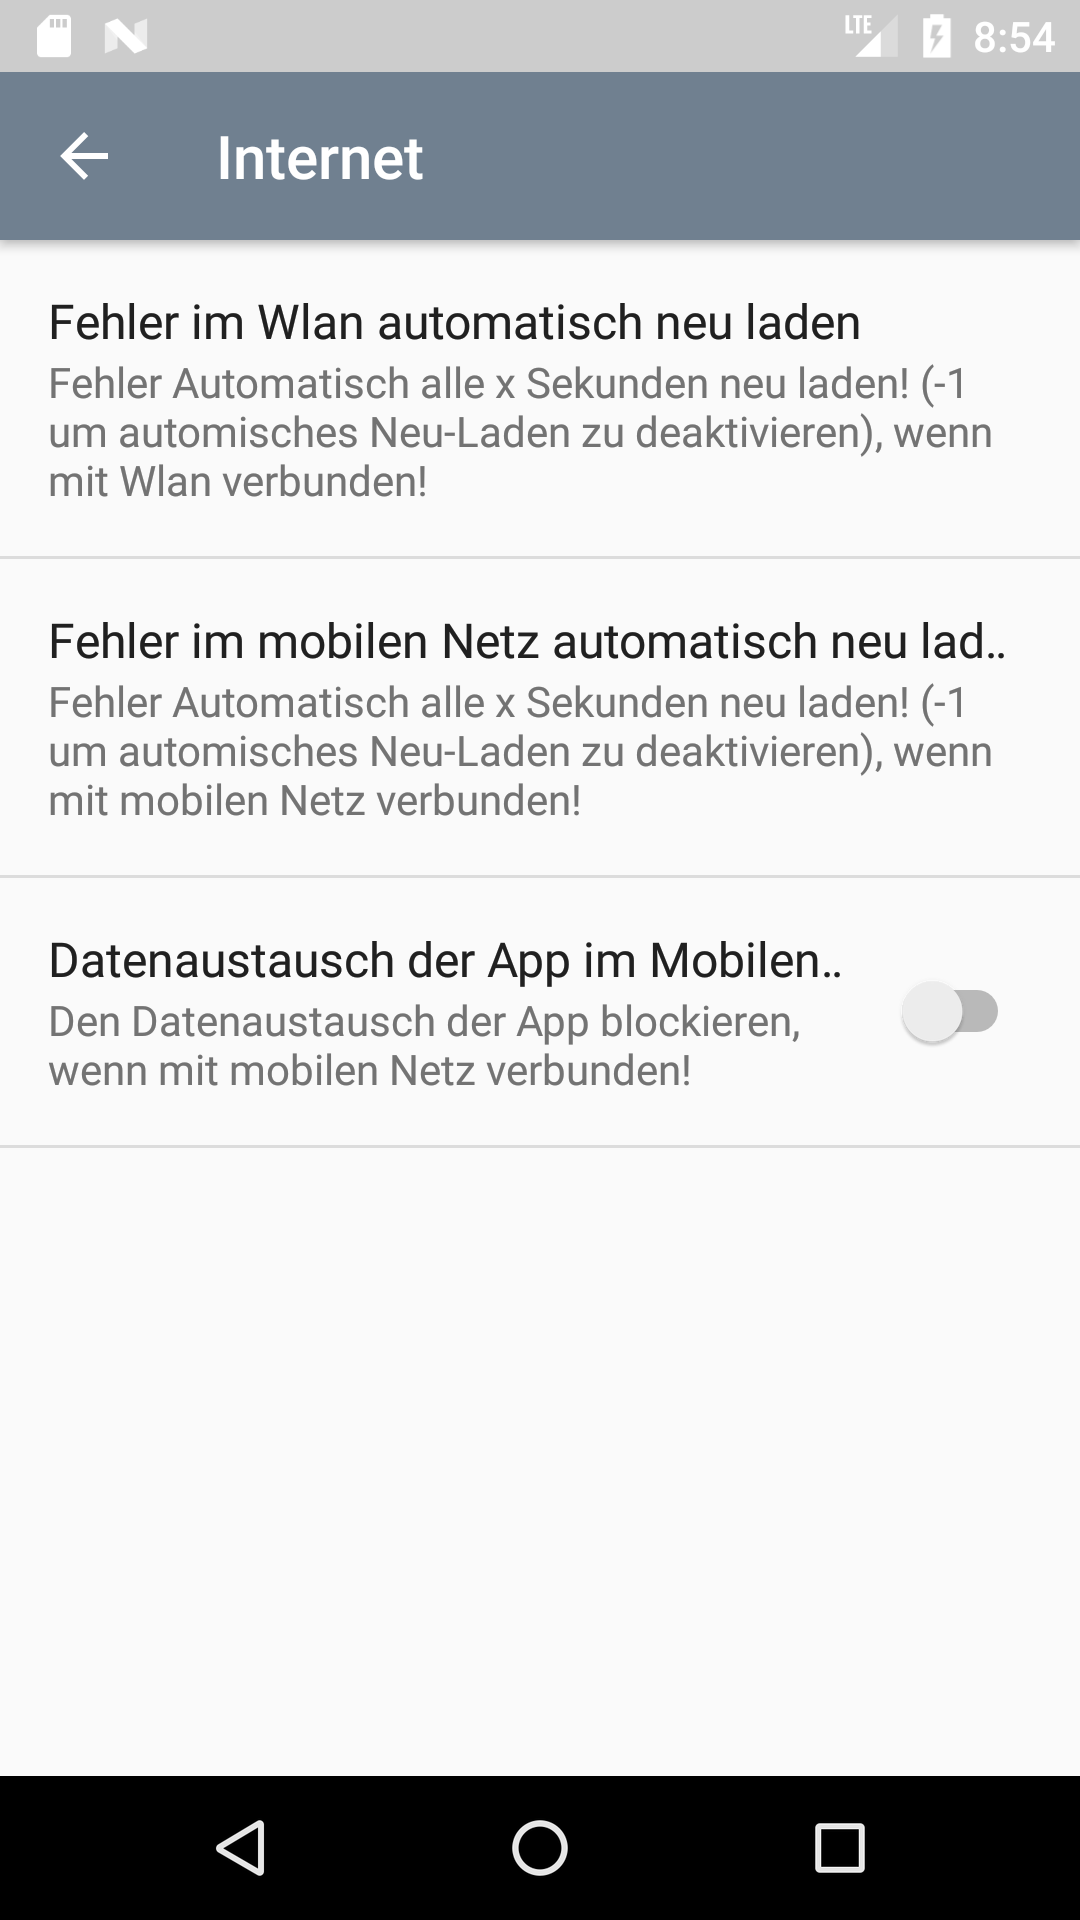 LTE 8:54
Internet
Fehler im Wlan automatisch neu laden
Fehler Automatisch alle x Sekunden neu laden! (-1
um automisches Neu-Laden zu deaktivieren), wenn
mit Wlan verbunden!
Fehler im mobilen Netz automatisch neu lad..
Fehler Automatisch alle x Sekunden neu laden! (-1
um automisches Neu-Laden zu deaktivieren), wenn
mit mobilen Netz verbunden!
Datenaustausch der App im Mobilen..
Den Datenaustausch der App blockieren,
wenn mit mobilen Netz verbunden!